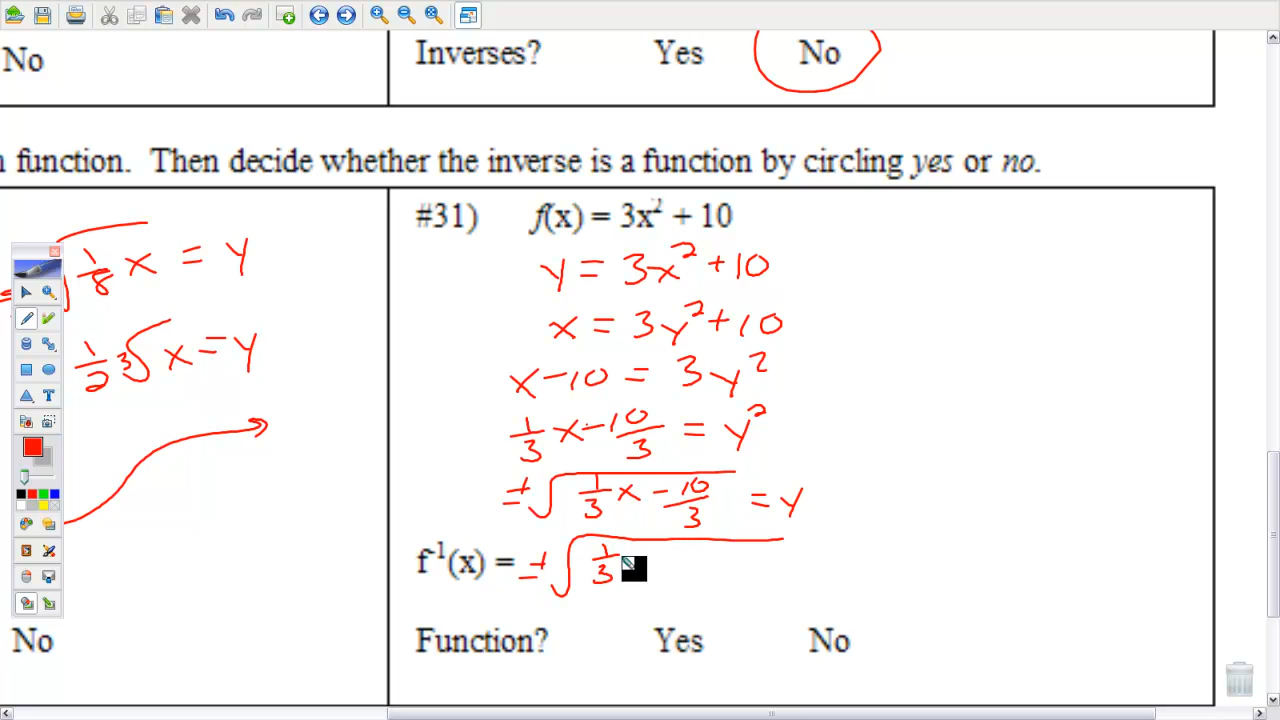 No
Inverses? Yes No
function. Then decide whether the inverse is a function by circling yes or no.
1/8 x = y
1/2 ³√x = y
No
#31) f(x) = 3x² + 10
y = 3x² + 10
x = 3y² + 10
x - 10 = 3y²
1/3 x - 10/3 = y²
± √(1/3 x - 10/3) = y
f⁻¹(x) = ± √(1/3
Function? Yes No